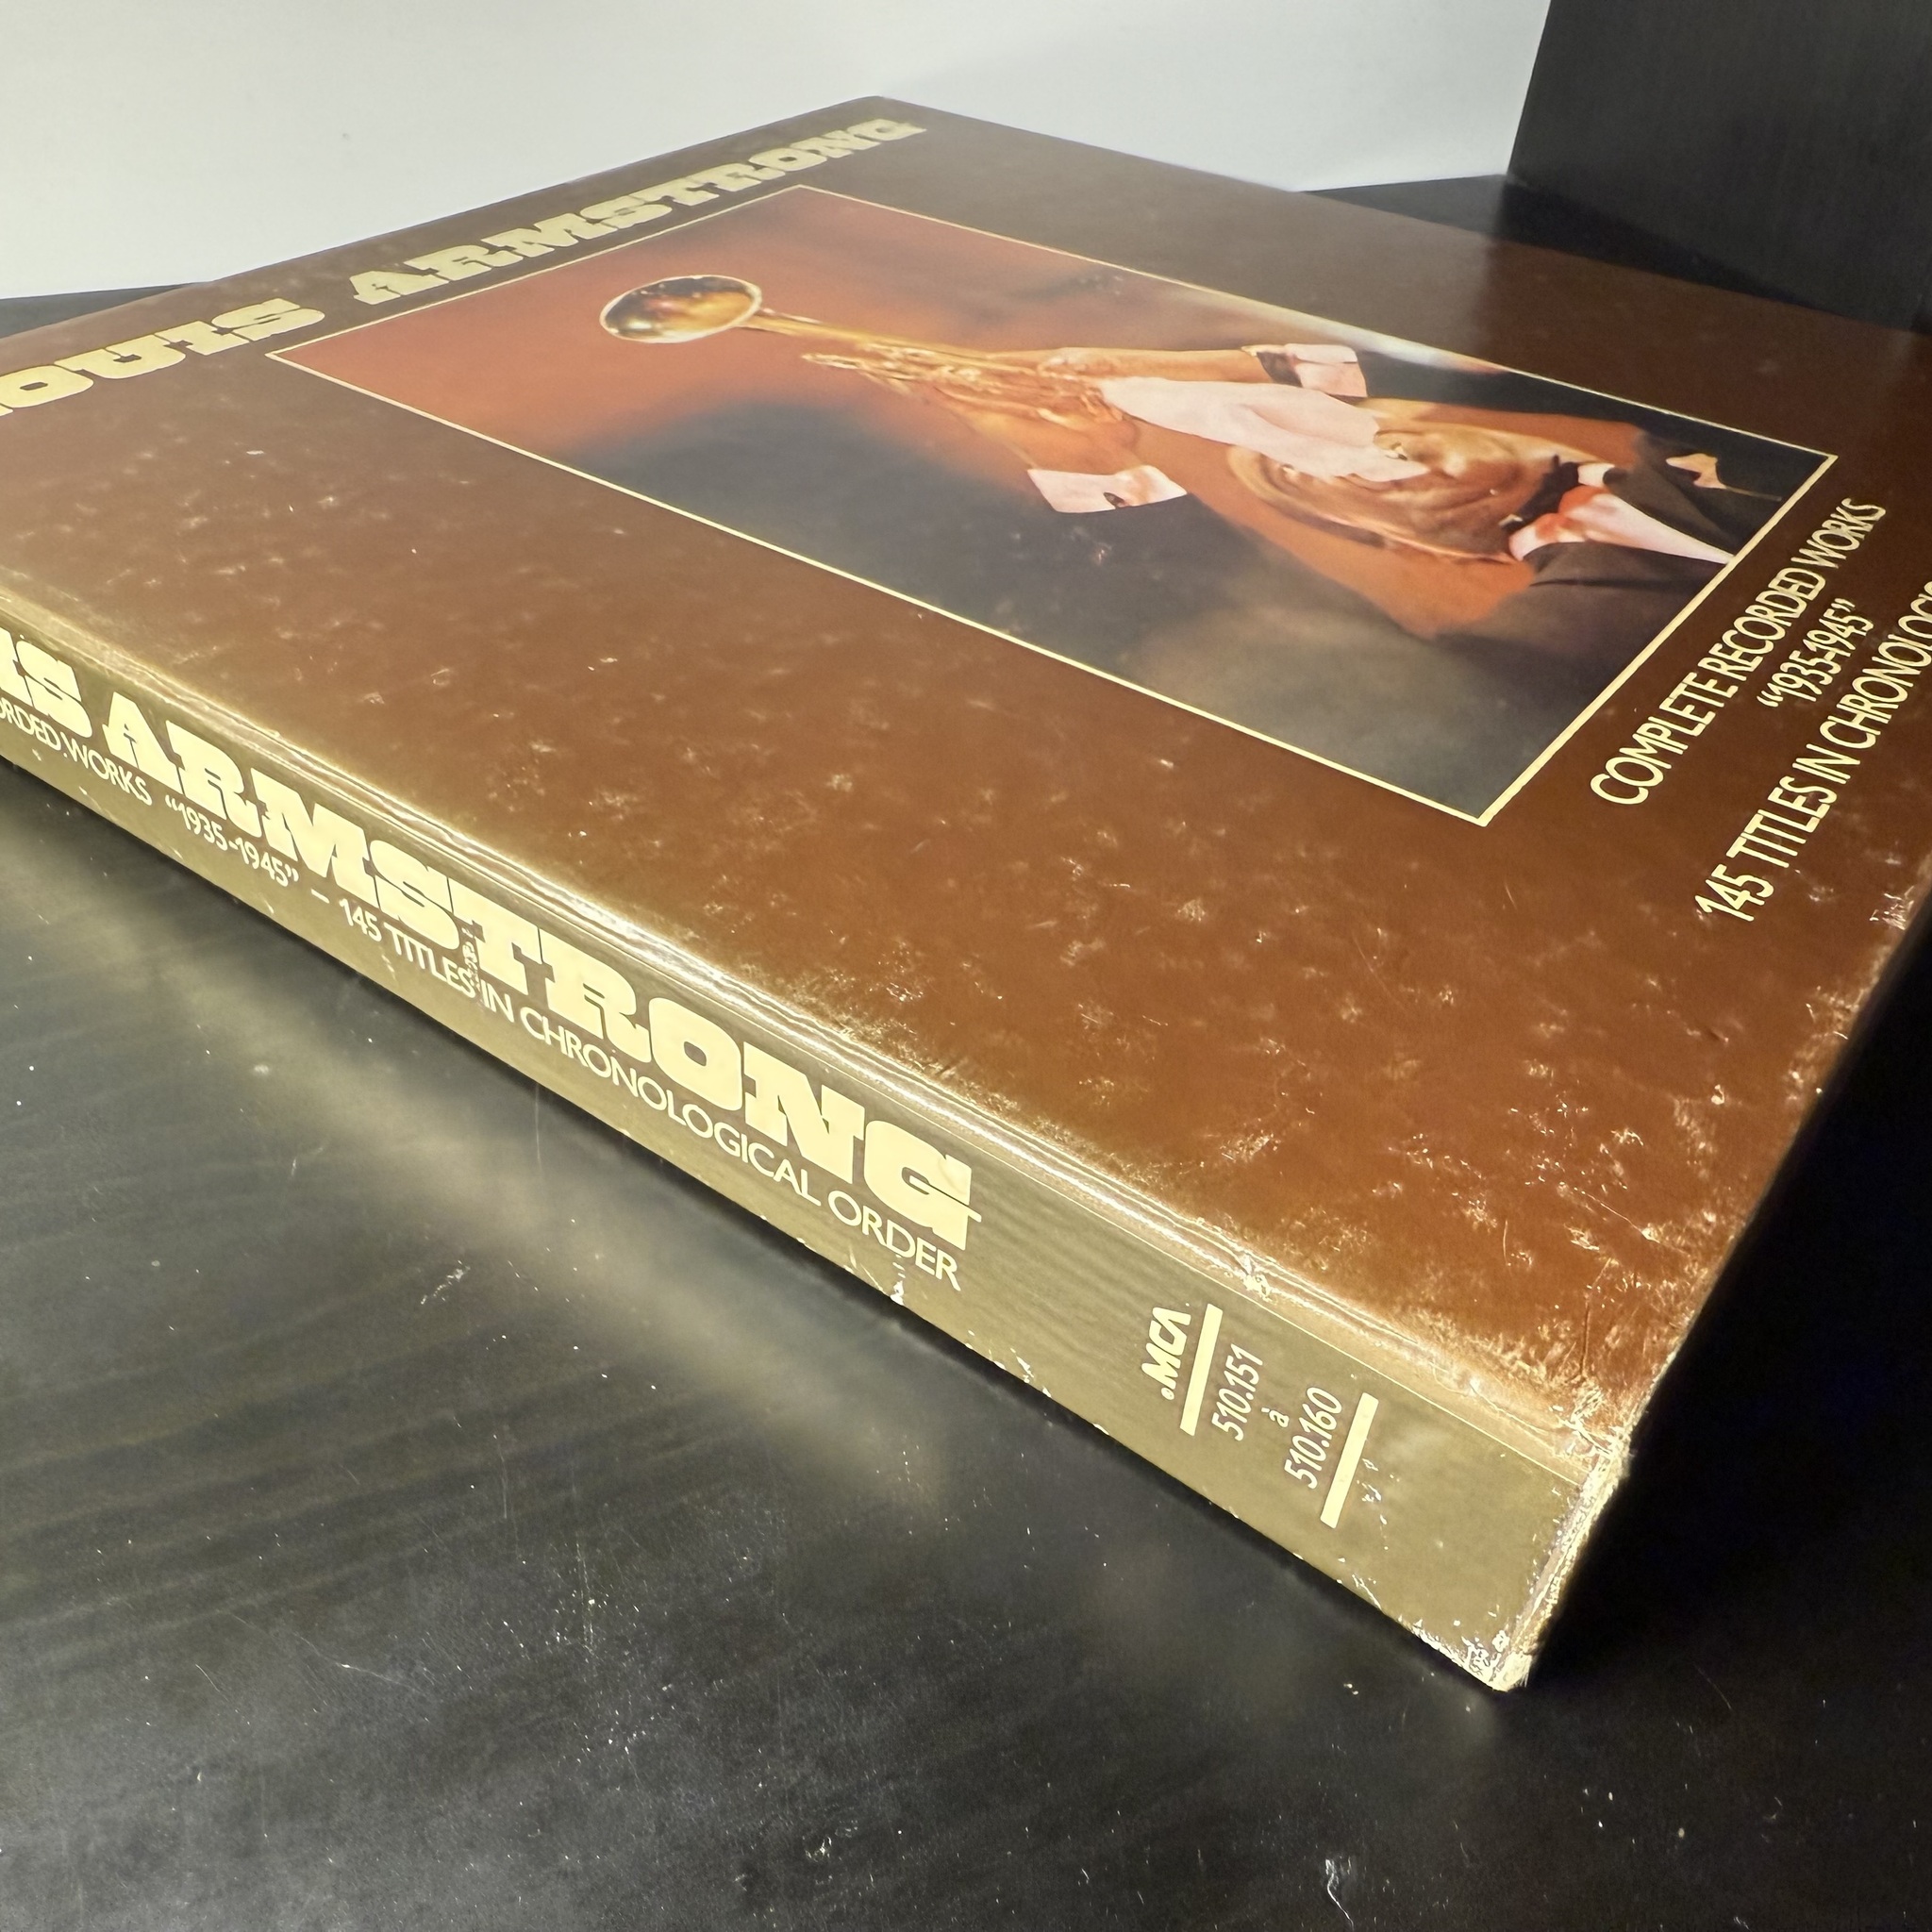 OUIS ARMSTRONG
COMPLETE RECORDED WORKS
“1935-1945”
145 TITLES IN CHRONOLOGIC
IS ARMSTRONG
ORDED WORKS “1935-1945” – 145 TITLES IN CHRONOLOGICAL ORDER
MCA
510.151
à
510.160